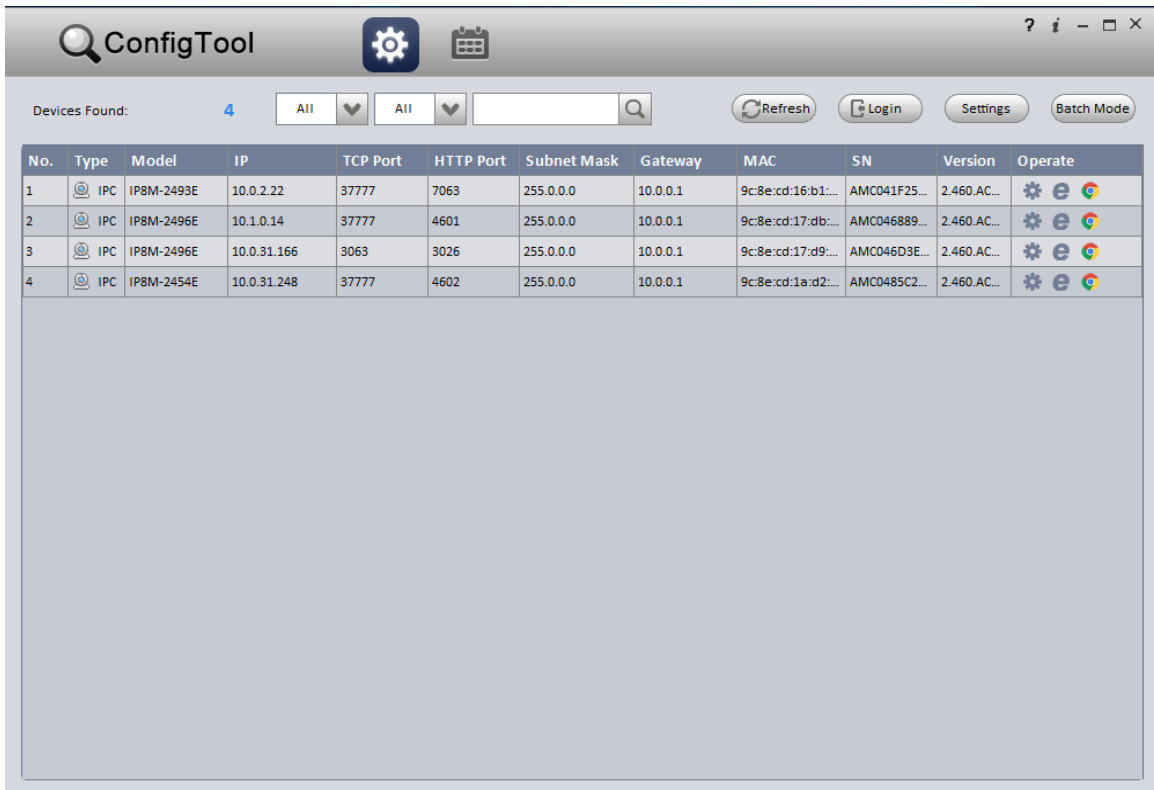 ConfigTool
? i
Devices Found: 4 All All Refresh Login Settings Batch Mode
No. Type Model IP TCP Port HTTP Port Subnet Mask Gateway MAC SN Version Operate
1 IPC IP8M-2493E 10.0.2.22 37777 7063 255.0.0.0 10.0.0.1 9c:8e:cd:16:b1:... AMC041F25... 2.460.AC...
2 IPC IP8M-2496E 10.1.0.14 37777 4601 255.0.0.0 10.0.0.1 9c:8e:cd:17:db:... AMC046889... 2.460.AC...
3 IPC IP8M-2496E 10.0.31.166 3063 3026 255.0.0.0 10.0.0.1 9c:8e:cd:17:d9:... AMC046D3E... 2.460.AC...
4 IPC IP8M-2454E 10.0.31.248 37777 4602 255.0.0.0 10.0.0.1 9c:8e:cd:1a:d2:... AMC0485C2... 2.460.AC...